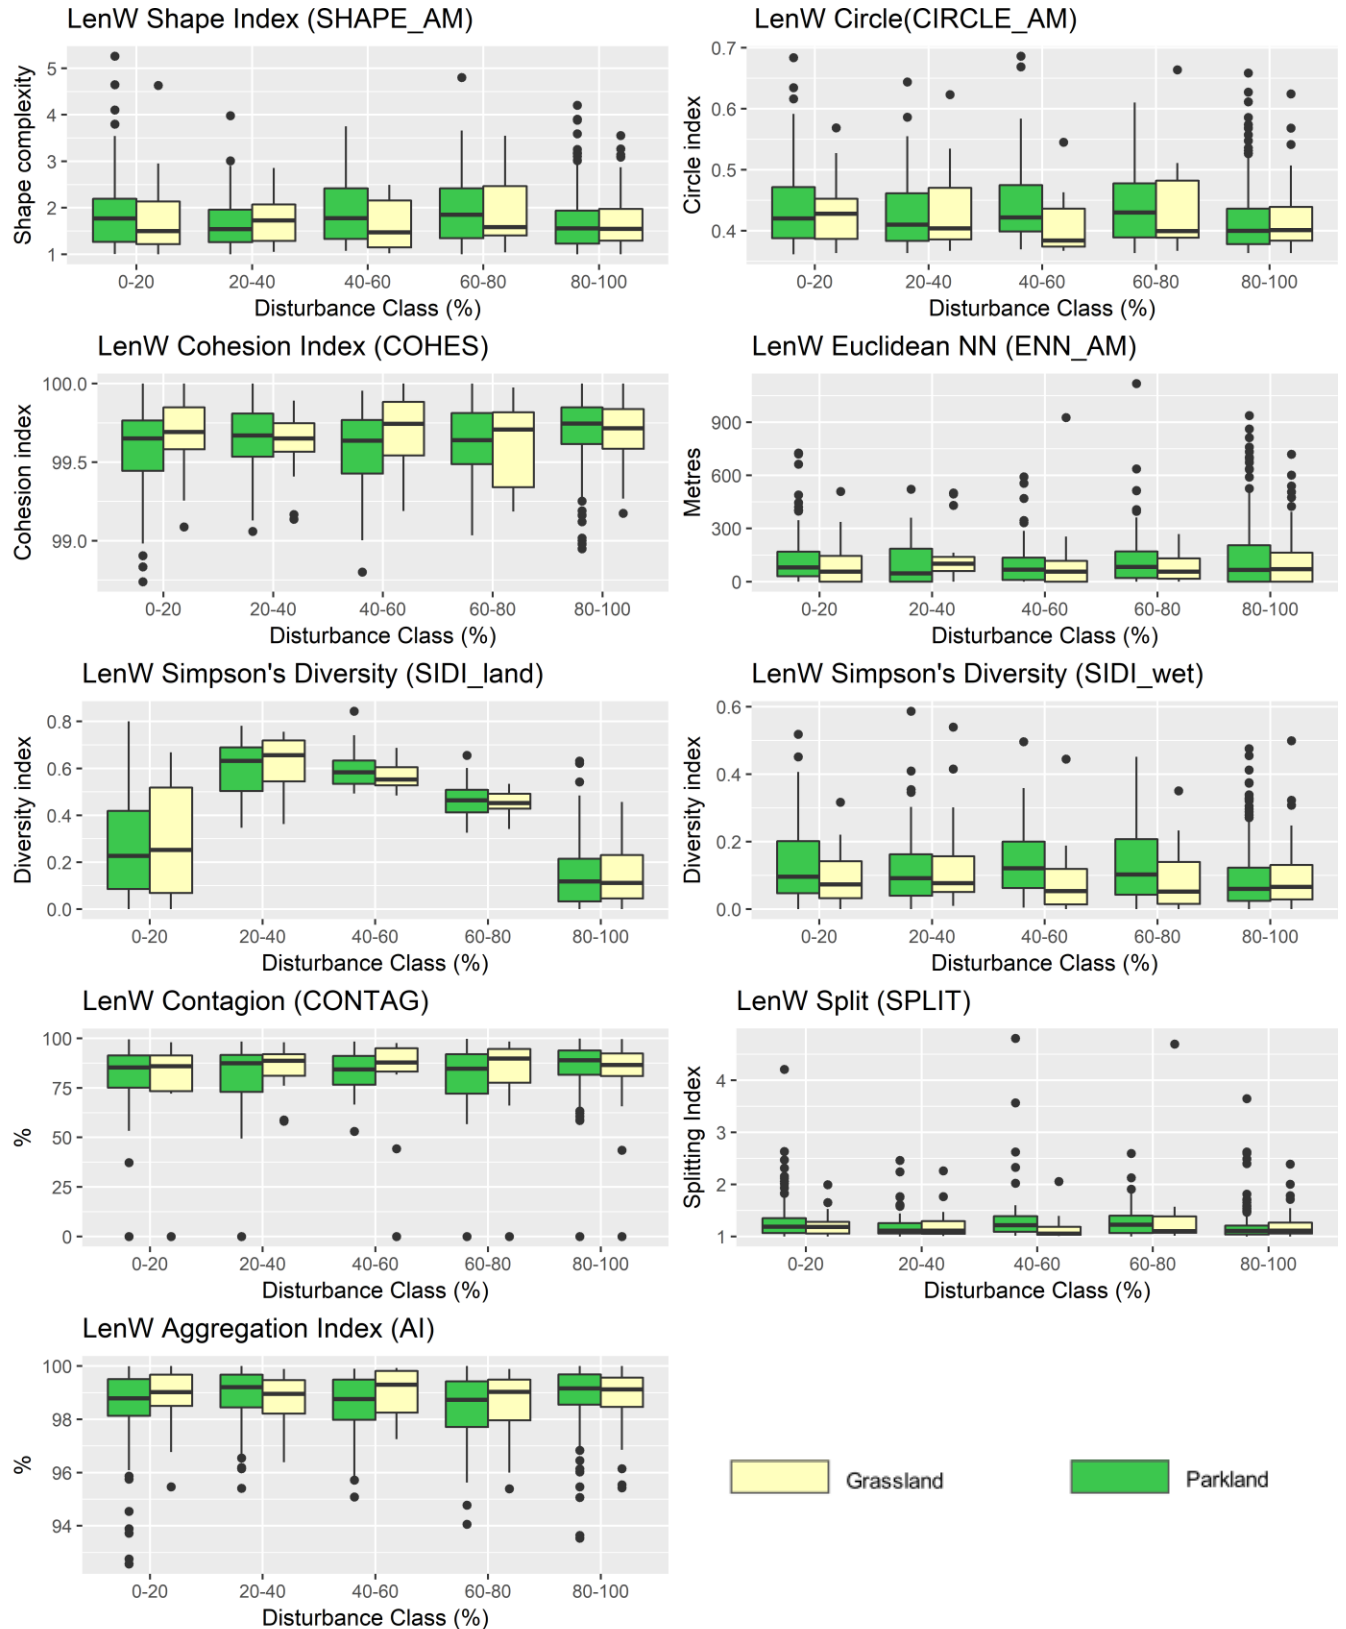 LenW Shape Index (SHAPE_AM)
Shape complexity
5
4
3
2
1
0-20 20-40 40-60 60-80 80-100
Disturbance Class (%)
LenW Circle(CIRCLE_AM)
Circle index
0.7
0.6
0.5
0.4
0-20 20-40 40-60 60-80 80-100
Disturbance Class (%)
LenW Cohesion Index (COHES)
Cohesion index
100.0
99.5
99.0
0-20 20-40 40-60 60-80 80-100
Disturbance Class (%)
LenW Euclidean NN (ENN_AM)
Metres
900
600
300
0
0-20 20-40 40-60 60-80 80-100
Disturbance Class (%)
LenW Simpson's Diversity (SIDI_land)
Diversity index
0.8
0.6
0.4
0.2
0.0
0-20 20-40 40-60 60-80 80-100
Disturbance Class (%)
LenW Simpson's Diversity (SIDI_wet)
Diversity index
0.6
0.4
0.2
0.0
0-20 20-40 40-60 60-80 80-100
Disturbance Class (%)
LenW Contagion (CONTAG)
%
100
75
50
25
0
0-20 20-40 40-60 60-80 80-100
Disturbance Class (%)
LenW Split (SPLIT)
Splitting Index
4
3
2
1
0-20 20-40 40-60 60-80 80-100
Disturbance Class (%)
LenW Aggregation Index (AI)
%
100
98
96
94
0-20 20-40 40-60 60-80 80-100
Disturbance Class (%)
Grassland
Parkland